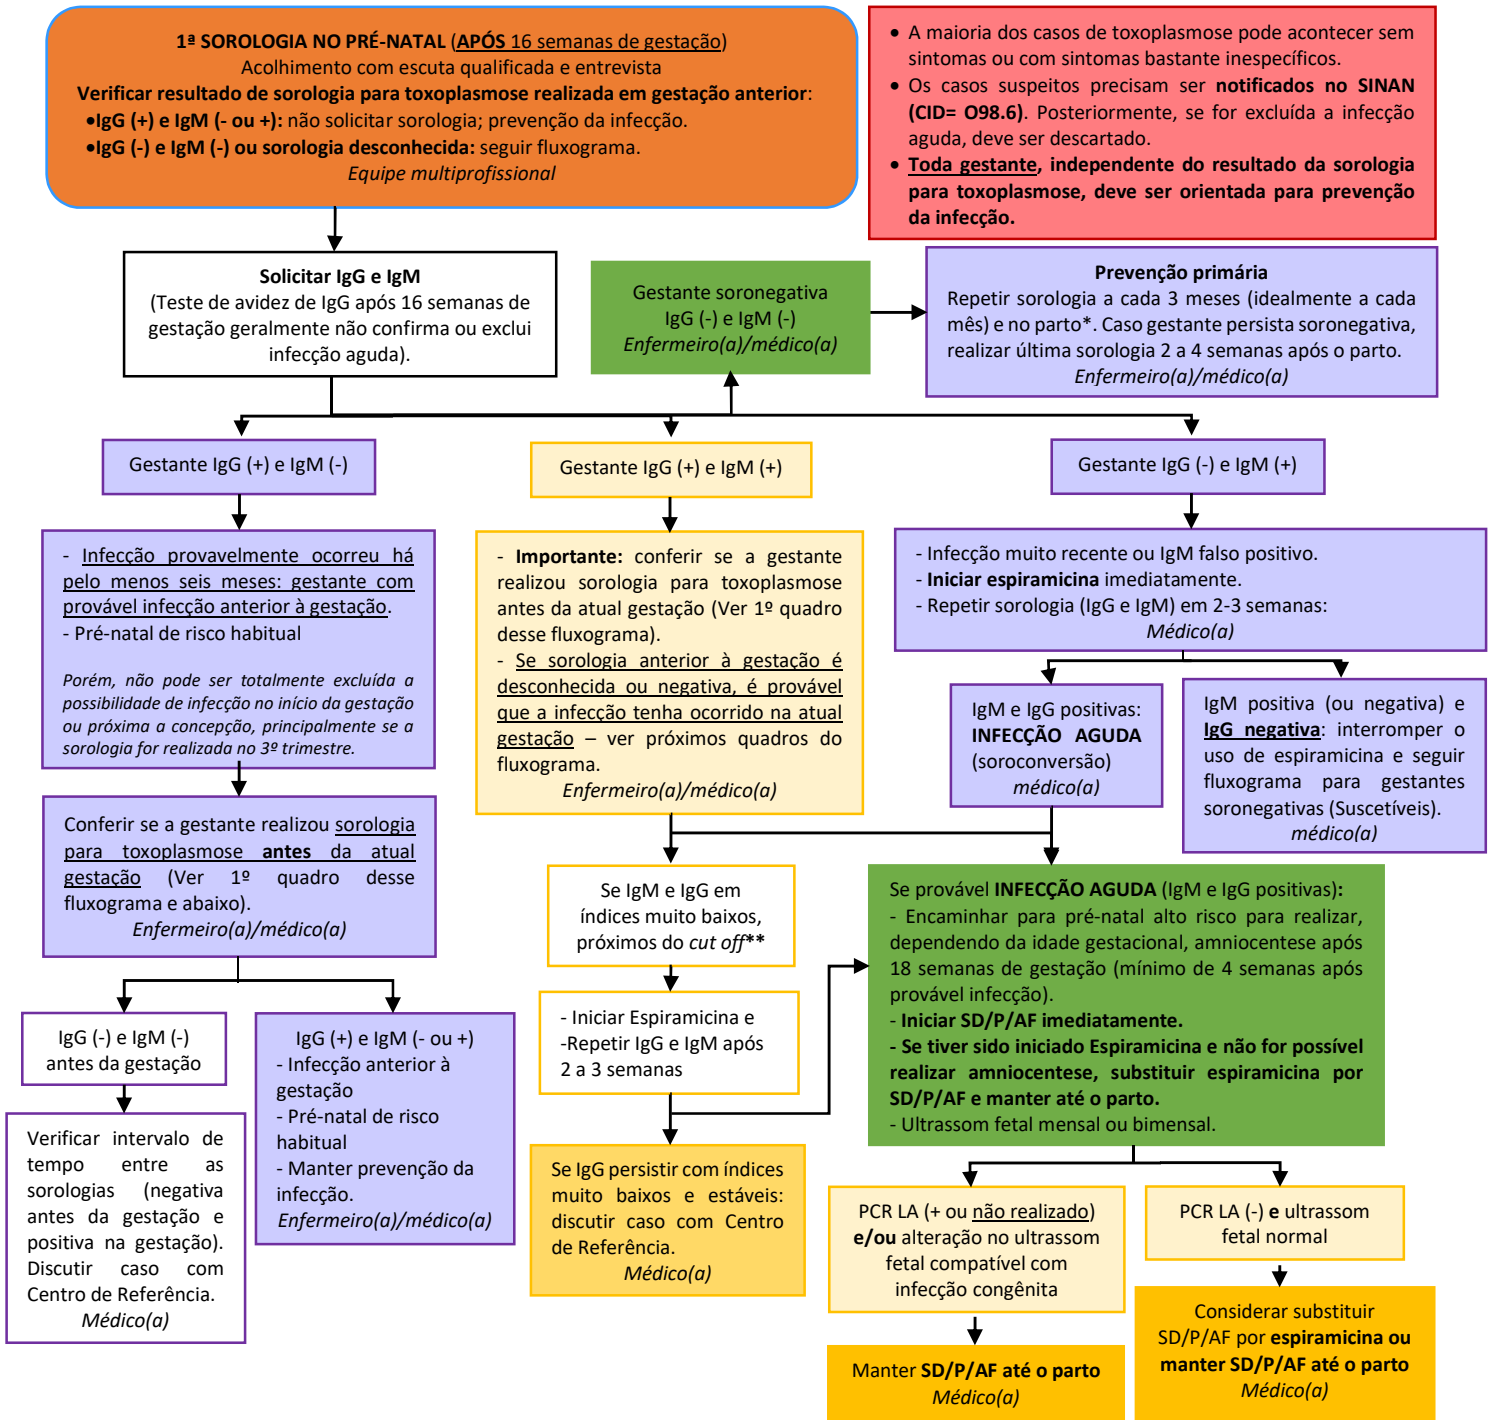 1ª SOROLOGIA NO PRÉ-NATAL (APÓS 16 semanas de gestação)
Acolhimento com escuta qualificada e entrevista
Verificar resultado de sorologia para toxoplasmose realizada em gestação anterior:
•IgG (+) e IgM (- ou +): não solicitar sorologia; prevenção da infecção.
•IgG (-) e IgM (-) ou sorologia desconhecida: seguir fluxograma.
Equipe multiprofissional
• A maioria dos casos de toxoplasmose pode acontecer sem
sintomas ou com sintomas bastante inespecíficos.
• Os casos suspeitos precisam ser notificados no SINAN
(CID= O98.6). Posteriormente, se for excluída a infecção
aguda, deve ser descartado.
• Toda gestante, independente do resultado da sorologia
para toxoplasmose, deve ser orientada para prevenção
da infecção.
Solicitar IgG e IgM
(Teste de avidez de IgG após 16 semanas de
gestação geralmente não confirma ou exclui
infecção aguda).
Gestante soronegativa
IgG (-) e IgM (-)
Enfermeiro(a)/médico(a)
Prevenção primária
Repetir sorologia a cada 3 meses (idealmente a cada
mês) e no parto*. Caso gestante persista soronegativa,
realizar última sorologia 2 a 4 semanas após o parto.
Enfermeiro(a)/médico(a)
Gestante IgG (+) e IgM (-)
Gestante IgG (+) e IgM (+)
Gestante IgG (-) e IgM (+)
- Infecção provavelmente ocorreu há
pelo menos seis meses: gestante com
provável infecção anterior à gestação.
- Pré-natal de risco habitual
Porém, não pode ser totalmente excluída a
possibilidade de infecção no início da gestação
ou próxima a concepção, principalmente se a
sorologia for realizada no 3º trimestre.
- Importante: conferir se a gestante
realizou sorologia para toxoplasmose
antes da atual gestação (Ver 1º quadro
desse fluxograma).
- Se sorologia anterior à gestação é
desconhecida ou negativa, é provável
que a infecção tenha ocorrido na atual
gestação – ver próximos quadros do
fluxograma.
Enfermeiro(a)/médico(a)
- Infecção muito recente ou IgM falso positivo.
- Iniciar espiramicina imediatamente.
- Repetir sorologia (IgG e IgM) em 2-3 semanas:
Médico(a)
IgM e IgG positivas:
INFECÇÃO AGUDA
(soroconversão)
médico(a)
IgM positiva (ou negativa) e
IgG negativa: interromper o
uso de espiramicina e seguir
fluxograma para gestantes
soronegativas (Suscetíveis).
médico(a)
Conferir se a gestante realizou sorologia
para toxoplasmose antes da atual
gestação (Ver 1º quadro desse
fluxograma e abaixo).
Enfermeiro(a)/médico(a)
Se IgM e IgG em
índices muito baixos,
próximos do cut off**
Se provável INFECÇÃO AGUDA (IgM e IgG positivas):
- Encaminhar para pré-natal alto risco para realizar,
dependendo da idade gestacional, amniocentese após
18 semanas de gestação (mínimo de 4 semanas após
provável infecção).
- Iniciar SD/P/AF imediatamente.
- Se tiver sido iniciado Espiramicina e não for possível
realizar amniocentese, substituir espiramicina por
SD/P/AF e manter até o parto.
- Ultrassom fetal mensal ou bimensal.
IgG (-) e IgM (-)
antes da gestação
IgG (+) e IgM (- ou +)
- Infecção anterior à
gestação
- Pré-natal de risco
habitual
- Manter prevenção da
infecção.
Enfermeiro(a)/médico(a)
- Iniciar Espiramicina e
-Repetir IgG e IgM após
2 a 3 semanas
Verificar intervalo de
tempo entre as
sorologias (negativa
antes da gestação e
positiva na gestação).
Discutir caso com
Centro de Referência.
Médico(a)
Se IgG persistir com índices
muito baixos e estáveis:
discutir caso com Centro
de Referência.
Médico(a)
PCR LA (+ ou não realizado)
e/ou alteração no ultrassom
fetal compatível com
infecção congênita
PCR LA (-) e ultrassom
fetal normal
Manter SD/P/AF até o parto
Médico(a)
Considerar substituir
SD/P/AF por espiramicina ou
manter SD/P/AF até o parto
Médico(a)